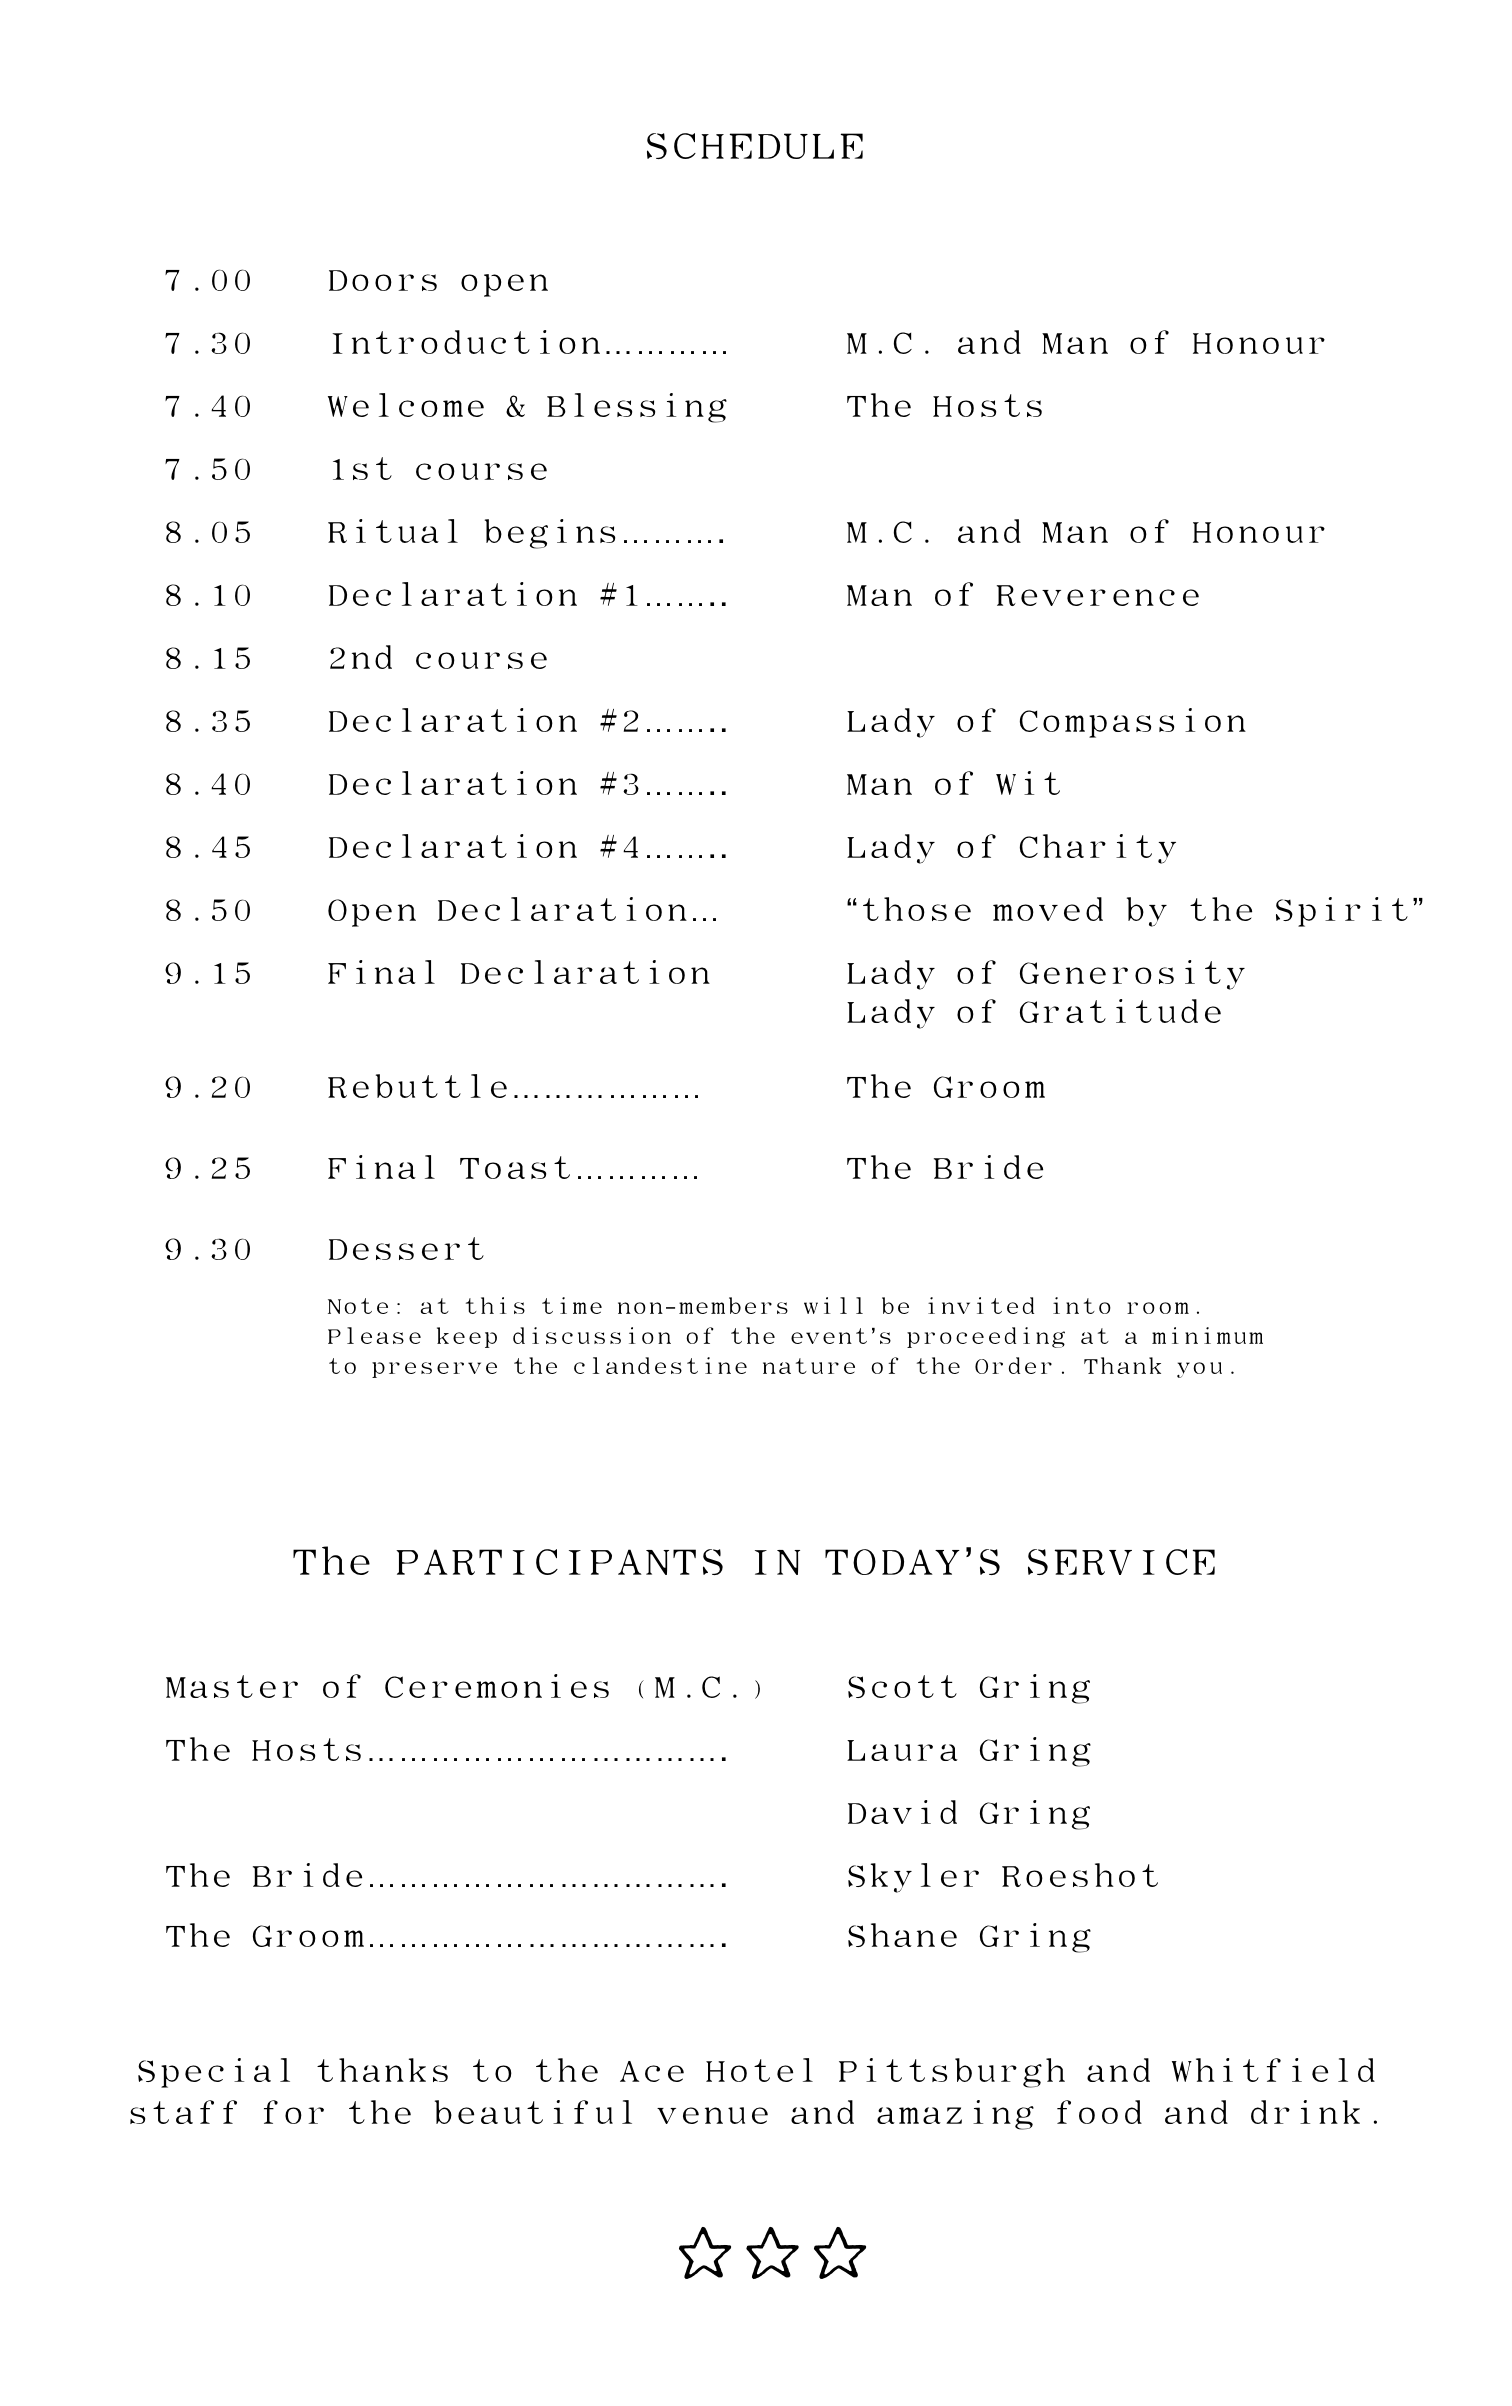 SCHEDULE
7.00 Doors open
7.30 Introduction………… M.C. and Man of Honour
7.40 Welcome & Blessing The Hosts
7.50 1st course
8.05 Ritual begins………. M.C. and Man of Honour
8.10 Declaration #1…….. Man of Reverence
8.15 2nd course
8.35 Declaration #2…….. Lady of Compassion
8.40 Declaration #3…….. Man of Wit
8.45 Declaration #4…….. Lady of Charity
8.50 Open Declaration… “those moved by the Spirit”
9.15 Final Declaration Lady of Generosity
Lady of Gratitude
9.20 Rebuttle……………… The Groom
9.25 Final Toast………… The Bride
9.30 Dessert
Note: at this time non-members will be invited into room.
Please keep discussion of the event’s proceeding at a minimum
to preserve the clandestine nature of the Order. Thank you.
The PARTICIPANTS IN TODAY’S SERVICE
Master of Ceremonies (M.C.) Scott Gring
The Hosts……………………………. Laura Gring
David Gring
The Bride……………………………. Skyler Roeshot
The Groom……………………………. Shane Gring
Special thanks to the Ace Hotel Pittsburgh and Whitfield
staff for the beautiful venue and amazing food and drink.